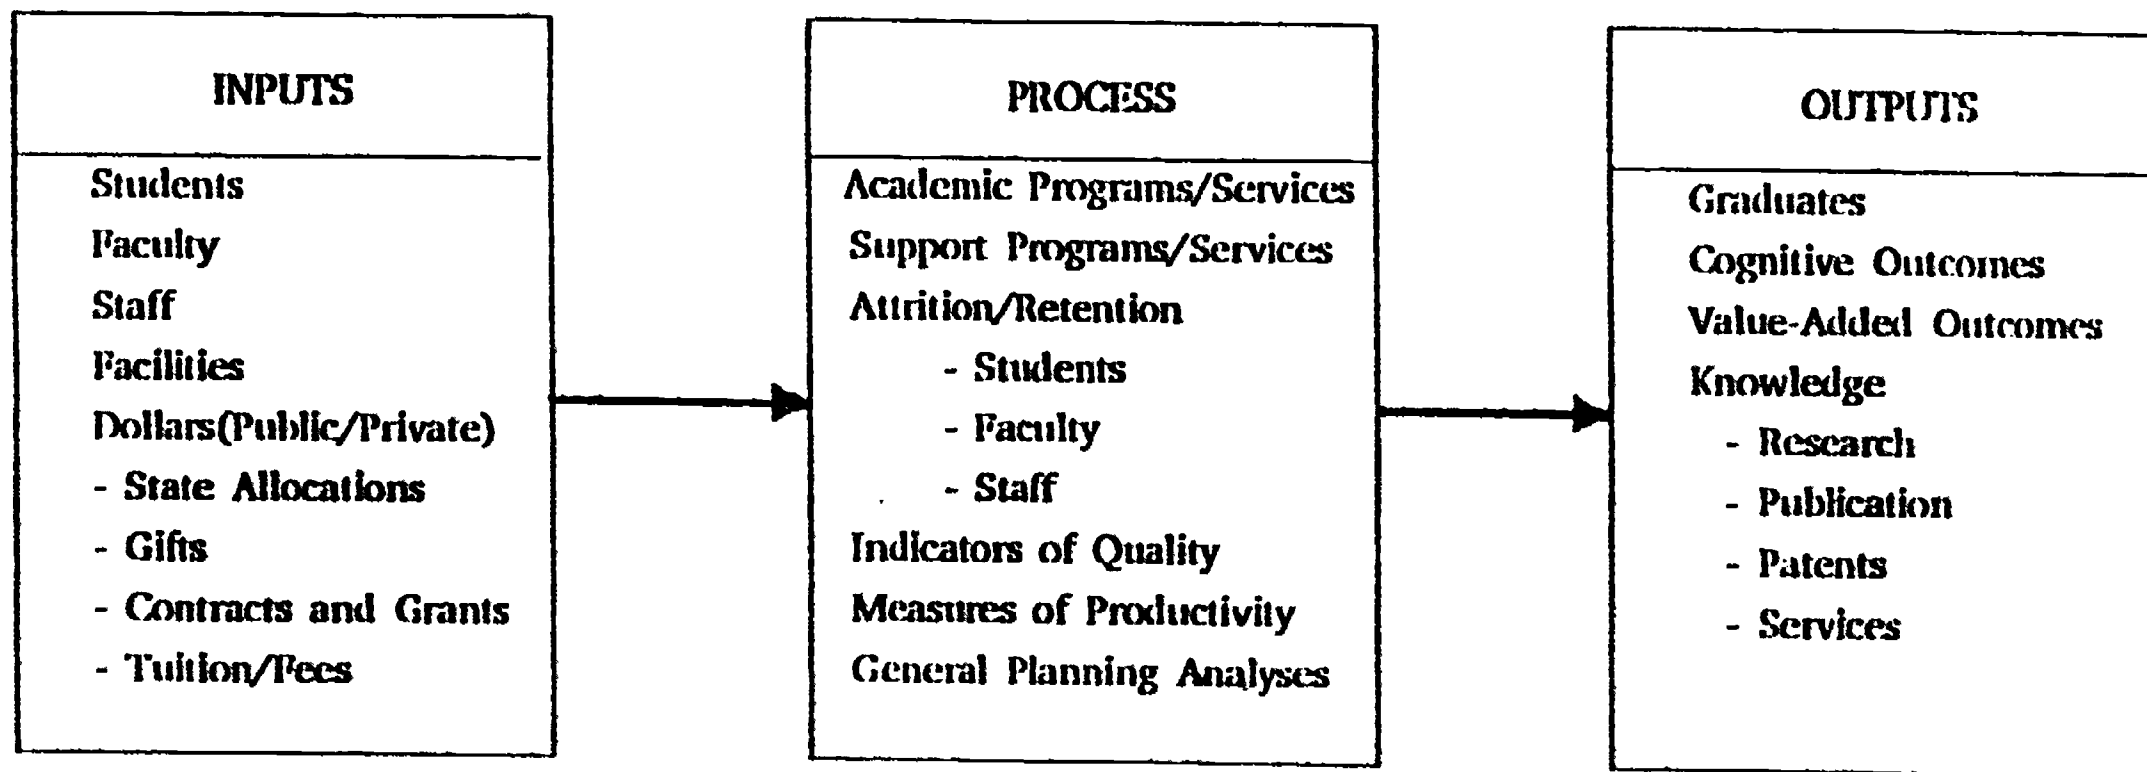 INPUTS
Students
Faculty
Staff
Facilities
Dollars(Public/Private)
- State Allocations
- Gifts
- Contracts and Grants
- Tuition/Fees
PROCESS
Academic Programs/Services
Support Programs/Services
Attrition/Retention
- Students
- Faculty
- Staff
Indicators of Quality
Measures of Productivity
General Planning Analyses
OUTPUTS
Graduates
Cognitive Outcomes
Value-Added Outcomes
Knowledge
- Research
- Publication
- Patents
- Services